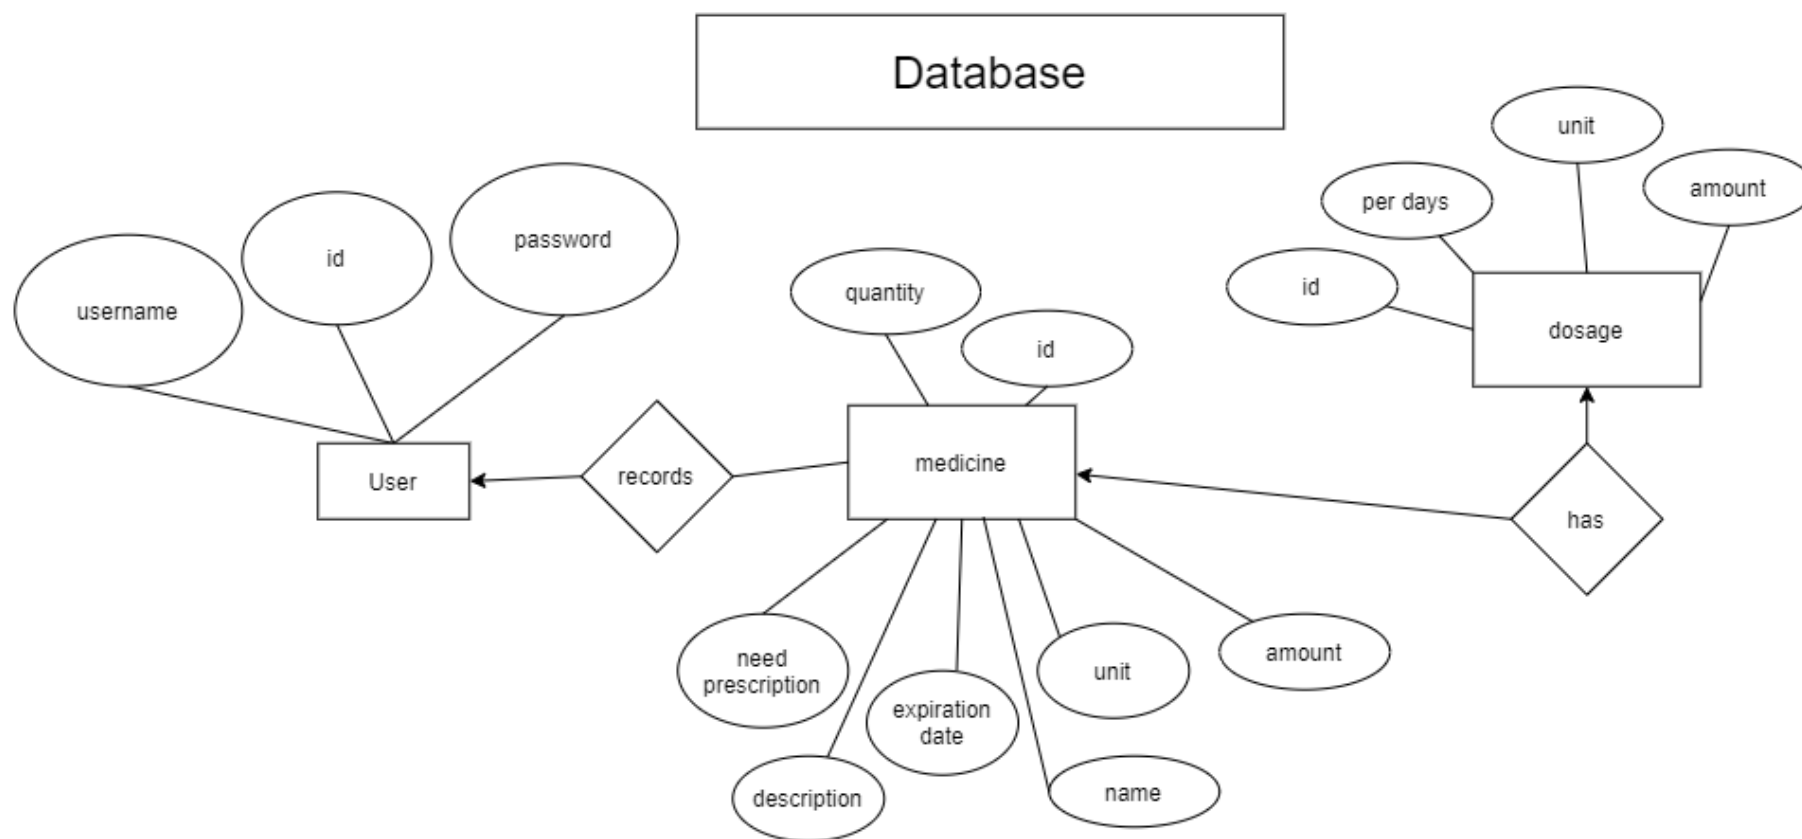 Database
unit
amount
per days
id
dosage
password
id
username
quantity
id
medicine
User
records
has
need
prescription
expiration
date
unit
amount
description
name